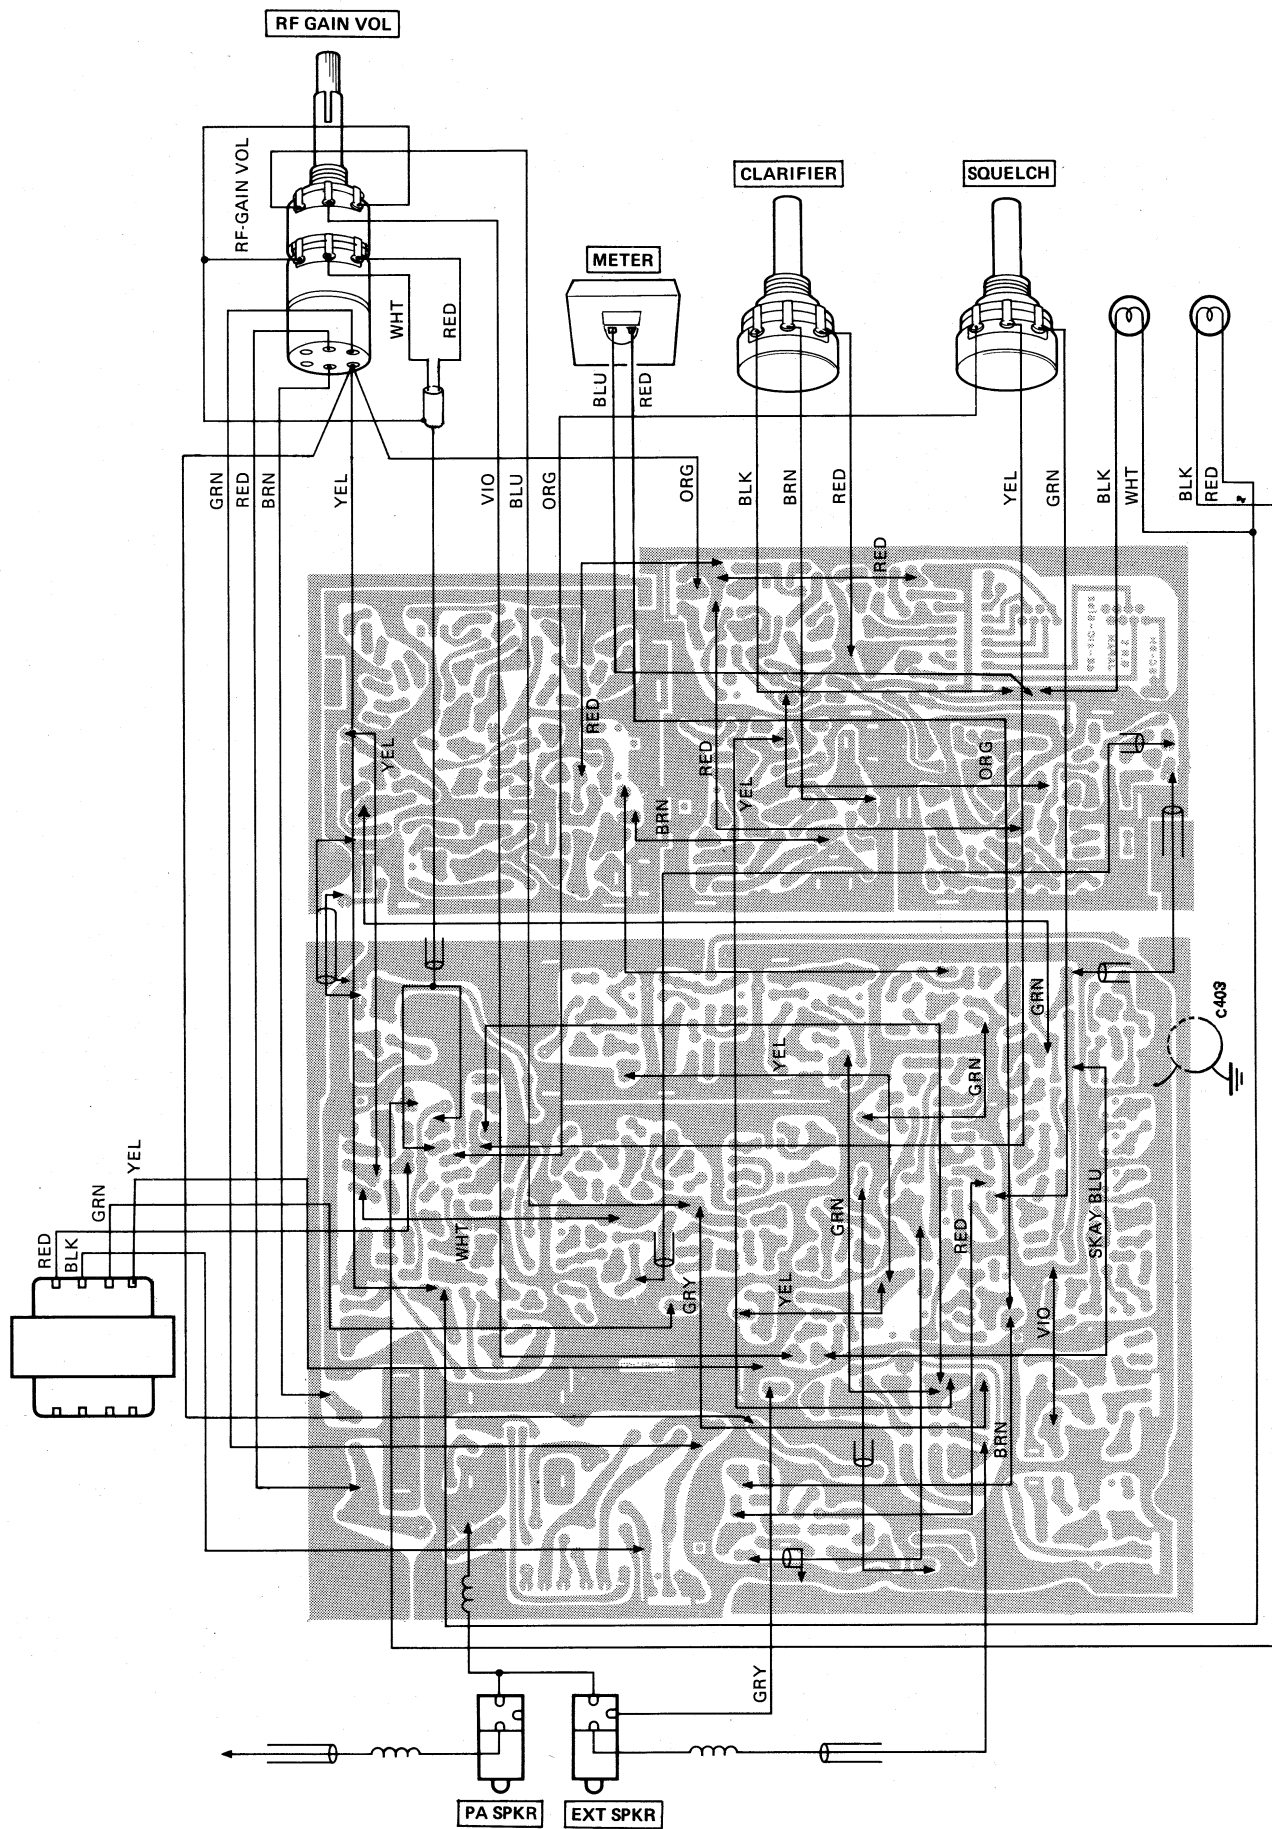 RF GAIN VOL
RF-GAIN VOL
CLARIFIER
SQUELCH
METER
WHT
RED
BLU
RED
GRN
RED
BRN
YEL
VIO
BLU
ORG
ORG
BLK
BRN
RED
YEL
GRN
BLK
WHT
BLK
RED
RED
YEL
RED
RED
YEL
ORG
BRN
GRN
YEL
GRN
C403
YEL
GRN
RED
BLK
WHT
GRN
RED
SKAY BLU
GRY
YEL
VIO
BRN
GRY
PA SPKR
EXT SPKR